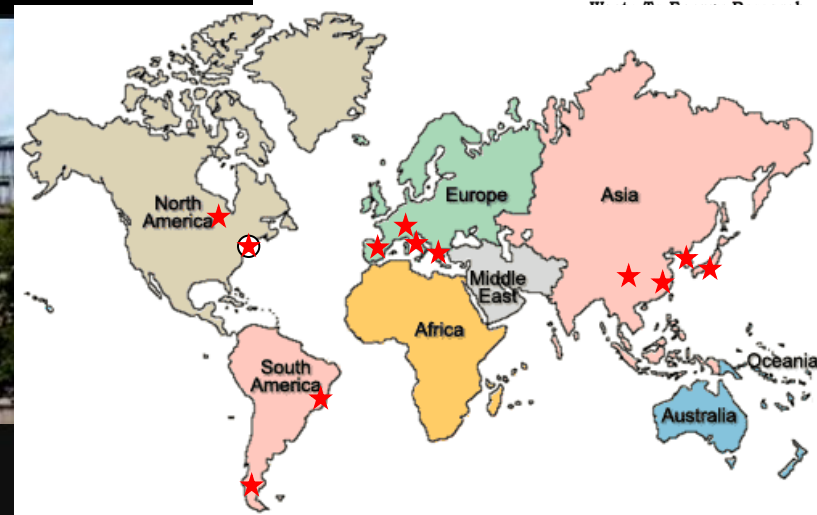 North
America
Europe
Asia
Middle
East
Africa
South
America
Oceania
Australia